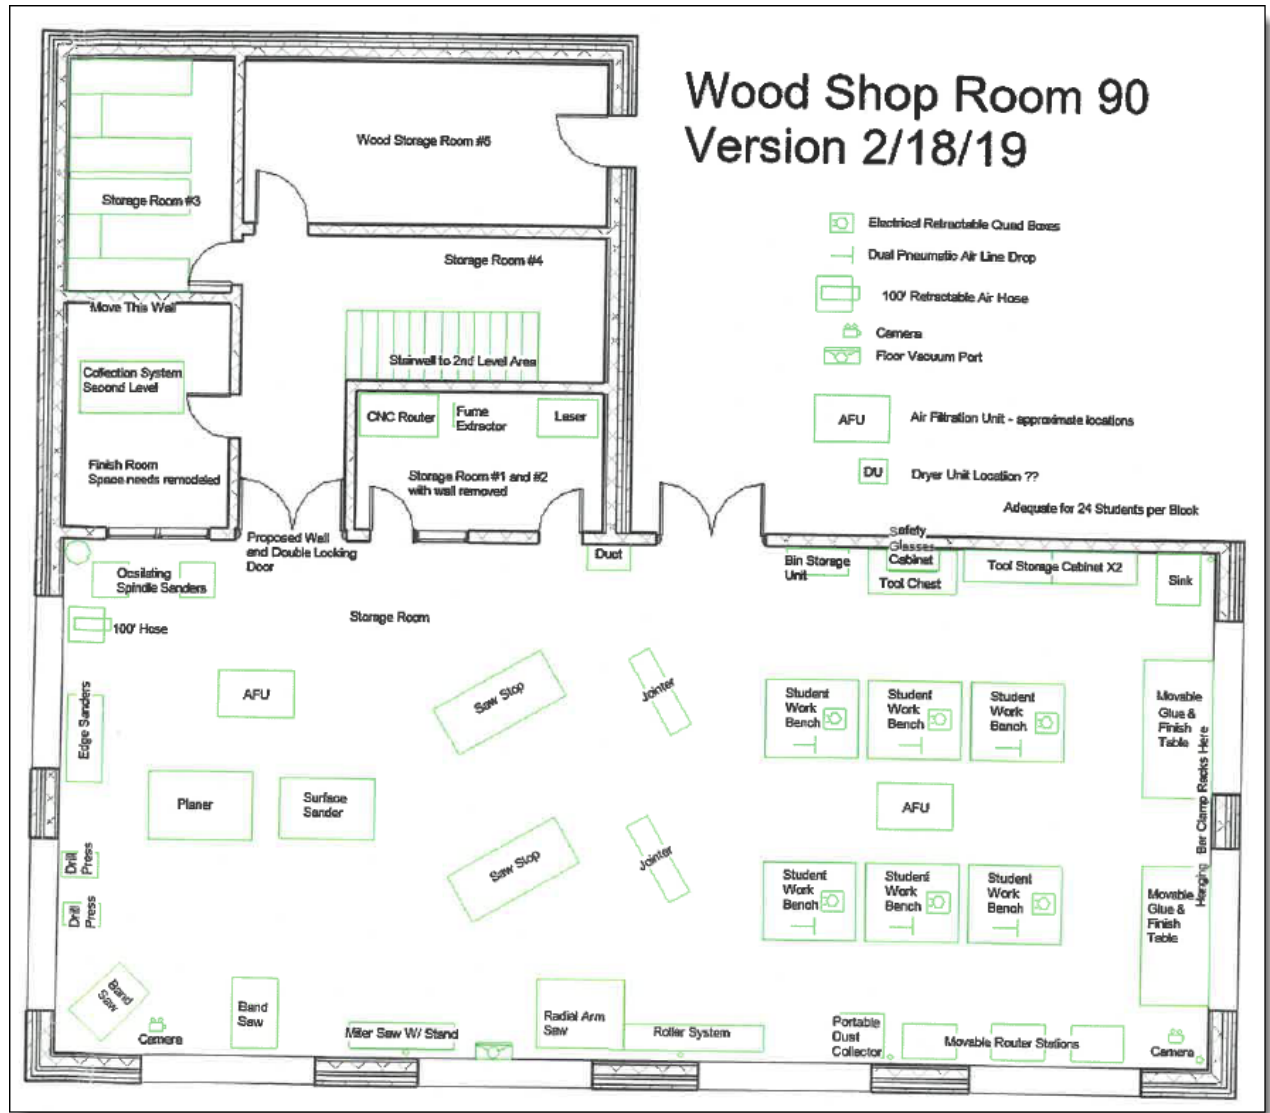 Wood Shop Room 90
Version 2/18/19
Electrical Retractable Quad Boxes
Dual Pneumatic Air Line Drop
100' Retractable Air Hose
Camera
Floor Vacuum Port
AFU
Air Filtration Unit - approximate locations
DU
Dryer Unit Location ??
Adequate for 24 Students per Block
Wood Storage Room #5
Storage Room #3
Storage Room #4
Move This Wall
Stairwell to 2nd Level Area
Collection System
Second Level
CNC Router
Fume
Extractor
Laser
Finish Room
Space needs remodeled
Storage Room #1 and #2
with wall removed
Proposed Wall
and Double Locking
Door
Duct
Safety
Glasses
Cabinet
Bin Storage
Unit
Tool Chest
Tool Storage Cabinet X2
Sink
Ocsilating
Spindle Sanders
100' Hose
Storage Room
AFU
Edge Sanders
Saw Stop
Jointer
Student
Work
Bench
Student
Work
Bench
Student
Work
Bench
Movable
Glue &
Finish
Table
Hanging Bar Clamp Racks Here
Planer
Surface
Sander
AFU
Drill
Press
Drill
Press
Saw Stop
Jointer
Student
Work
Bench
Student
Work
Bench
Student
Work
Bench
Movable
Glue &
Finish
Table
Band
Saw
Camera
Band
Saw
Miter Saw W/ Stand
Radial Arm
Saw
Roller System
Portable
Dust
Collector
Movable Router Stations
Camera